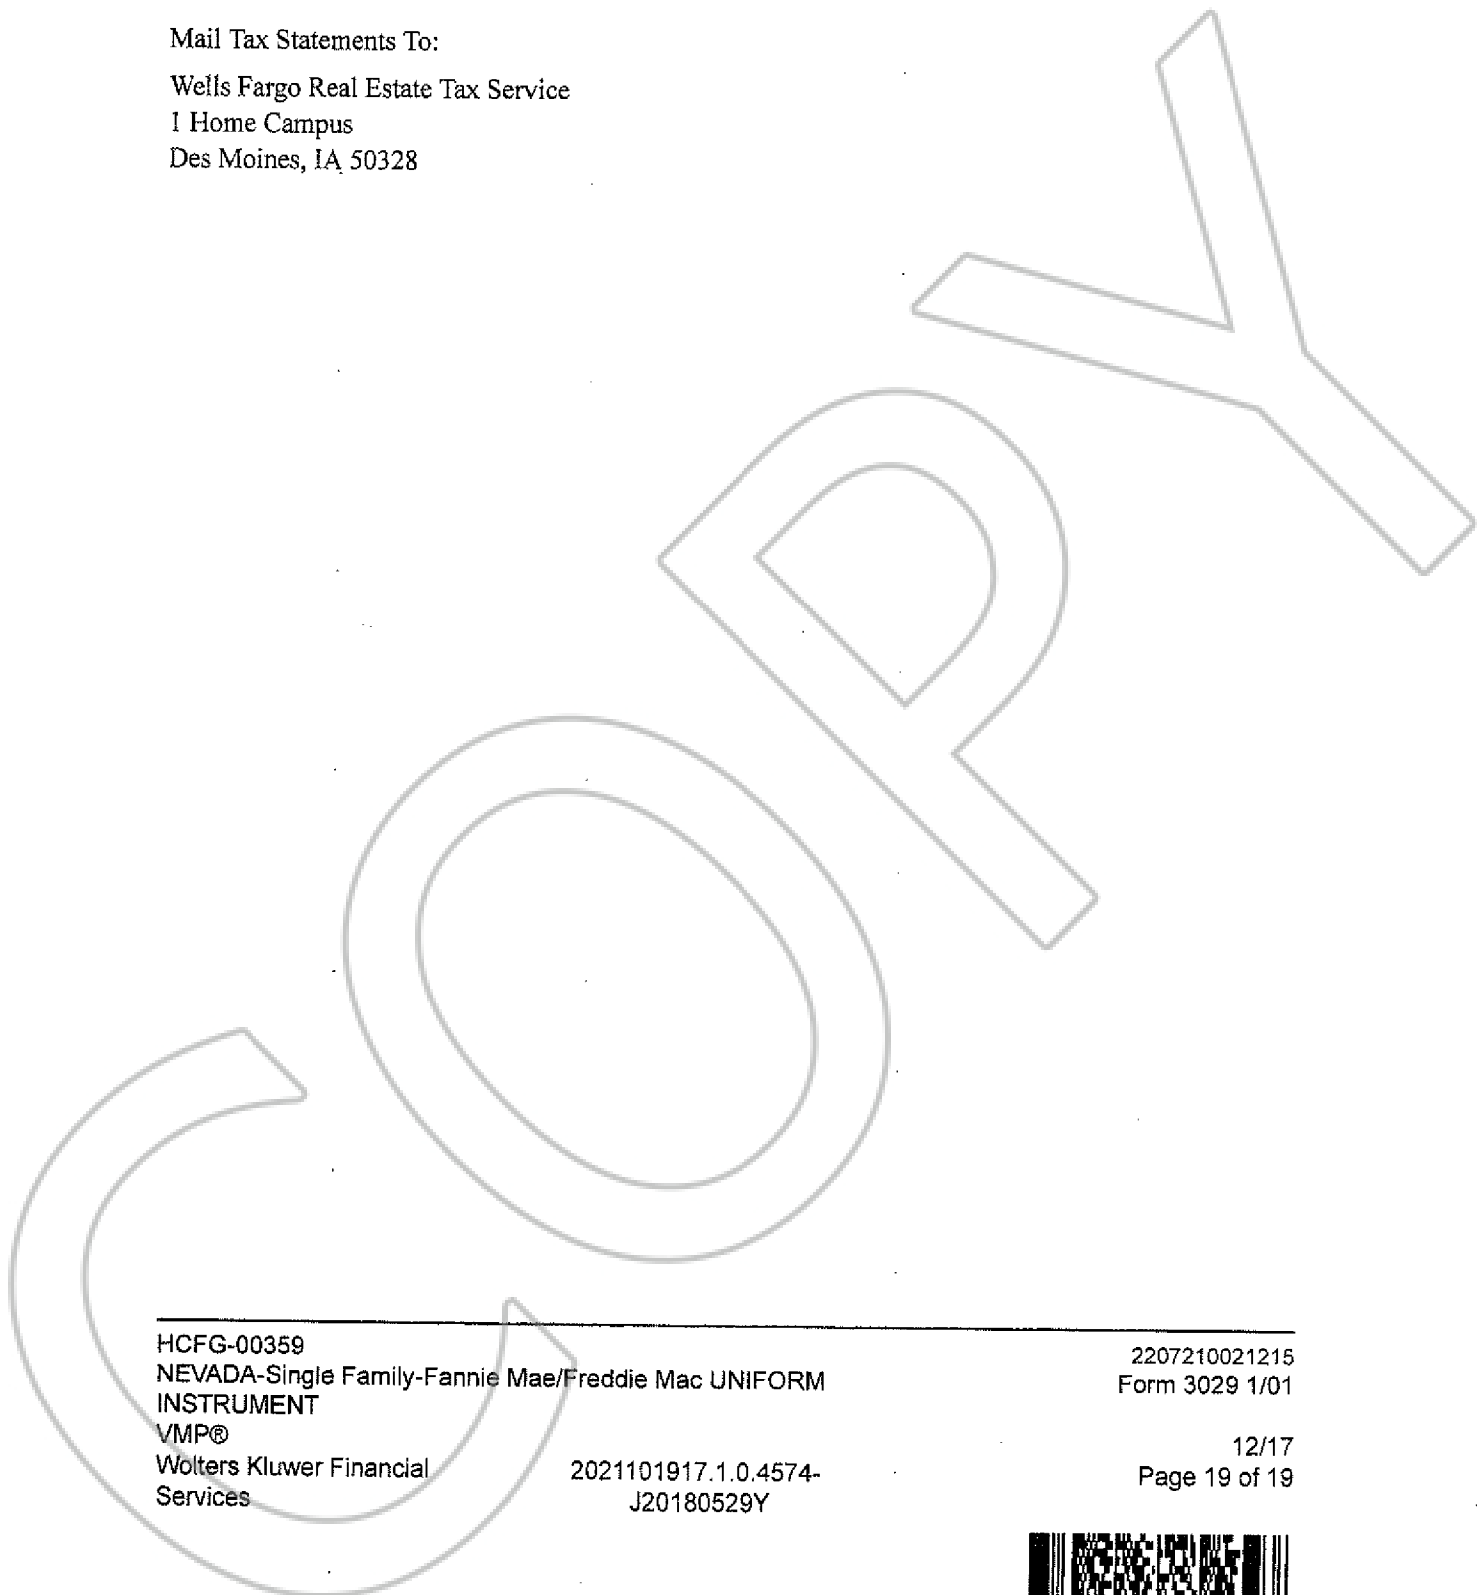 Mail Tax Statements To:
Wells Fargo Real Estate Tax Service
1 Home Campus
Des Moines, IA 50328
COPY
HCFG-00359
NEVADA-Single Family-Fannie Mae/Freddie Mac UNIFORM
INSTRUMENT
VMP®
Wolters Kluwer Financial
Services
2021101917.1.0.4574-
J20180529Y
2207210021215
Form 3029 1/01
12/17
Page 19 of 19